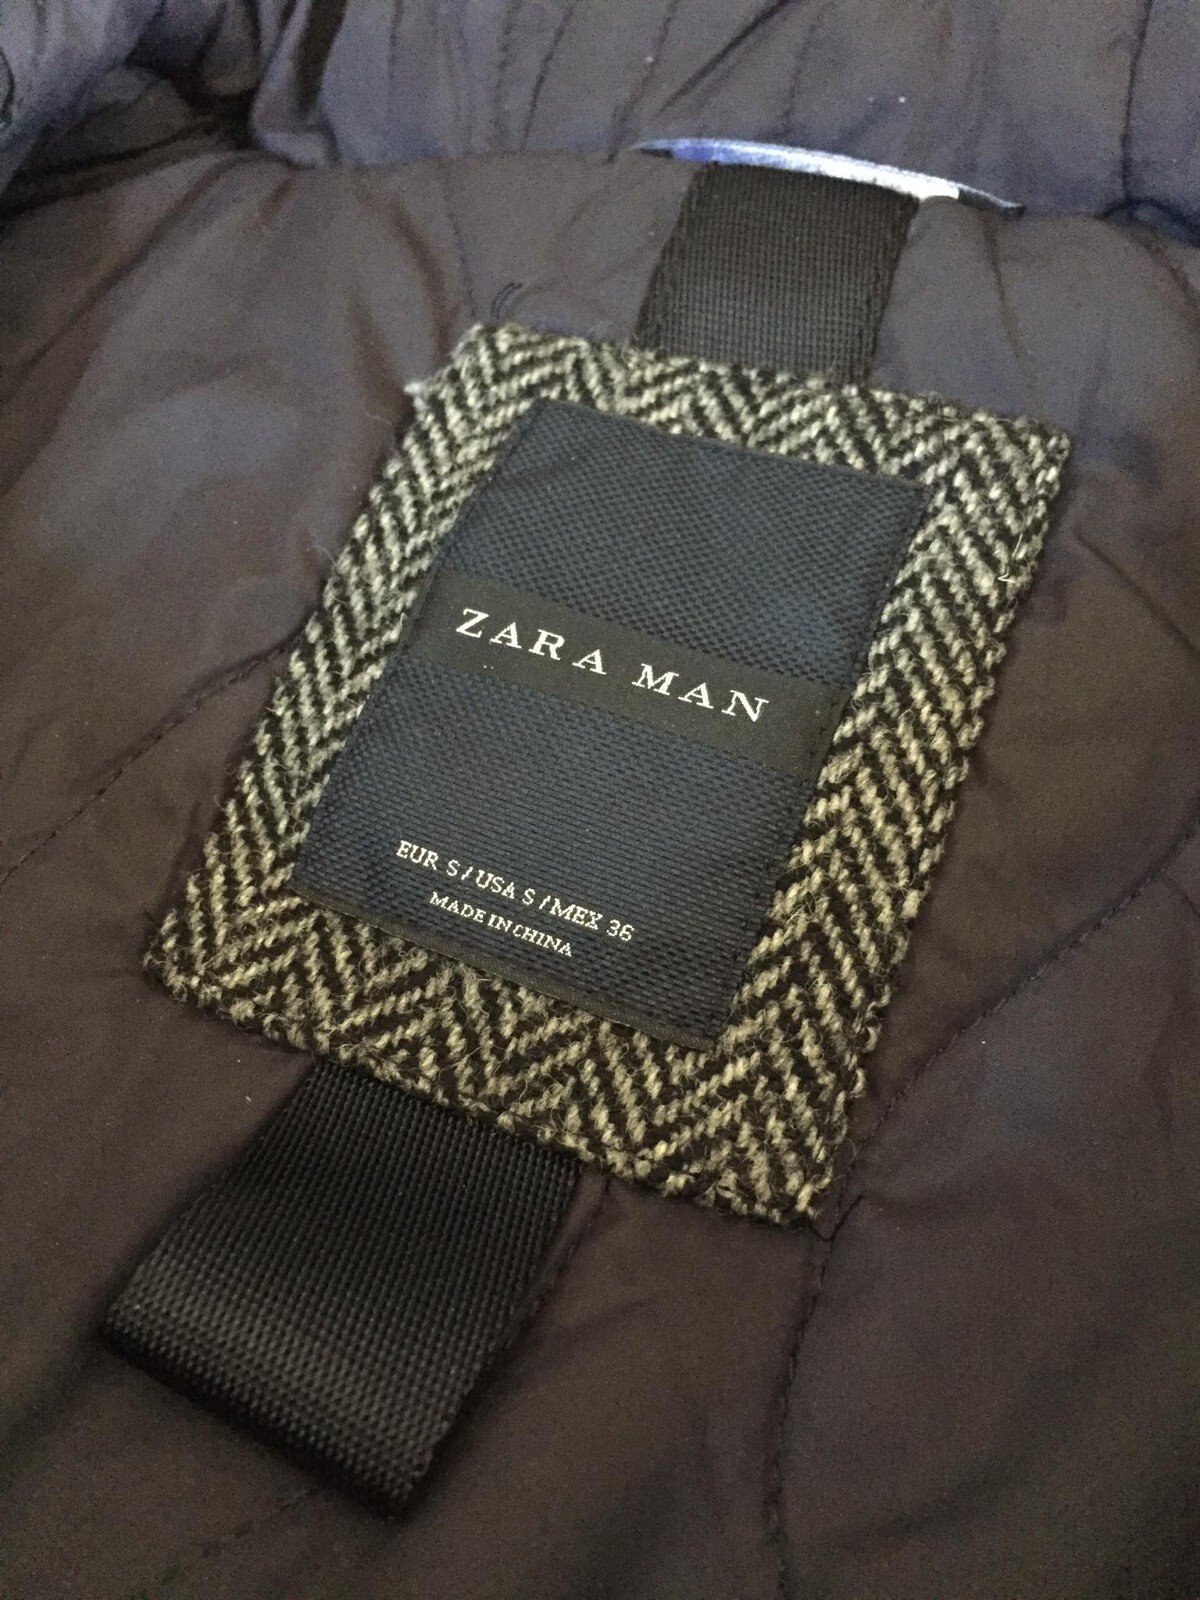 ZARA MAN
EUR S / USA S / MEX 36
MADE IN CHINA